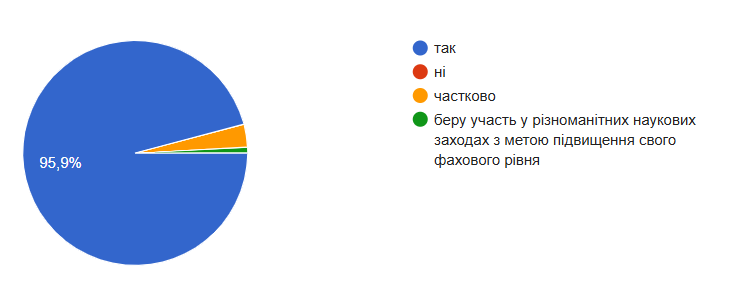 так
ні
частково
беру участь у різноманітних наукових
заходах з метою підвищення свого
фахового рівня
95,9%